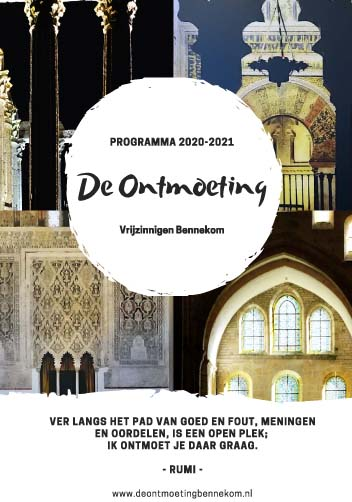 PROGRAMMA 2020-2021
De Ontmoeting
Vrijzinnigen Bennekom
VER LANGS HET PAD VAN GOED EN FOUT, MENINGEN
EN OORDELEN, IS EEN OPEN PLEK;
IK ONTMOET JE DAAR GRAAG.
- RUMI -
www.deontmoetingbennekom.nl